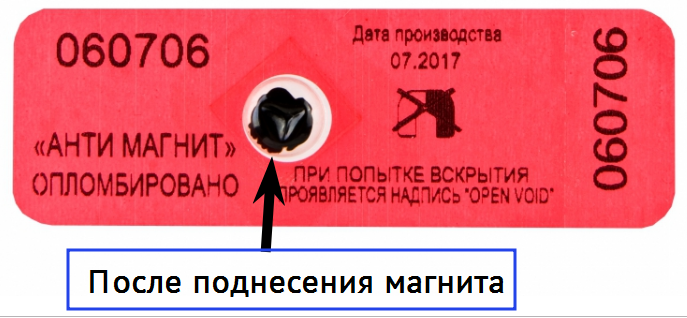 060706
Дата производства
07.2017
«АНТИ МАГНИТ»
ОПЛОМБИРОВАНО
ПРИ ПОПЫТКЕ ВСКРЫТИЯ
ПРОЯВЛЯЕТСЯ НАДПИСЬ "OPEN VOID"
060706
После поднесения магнита